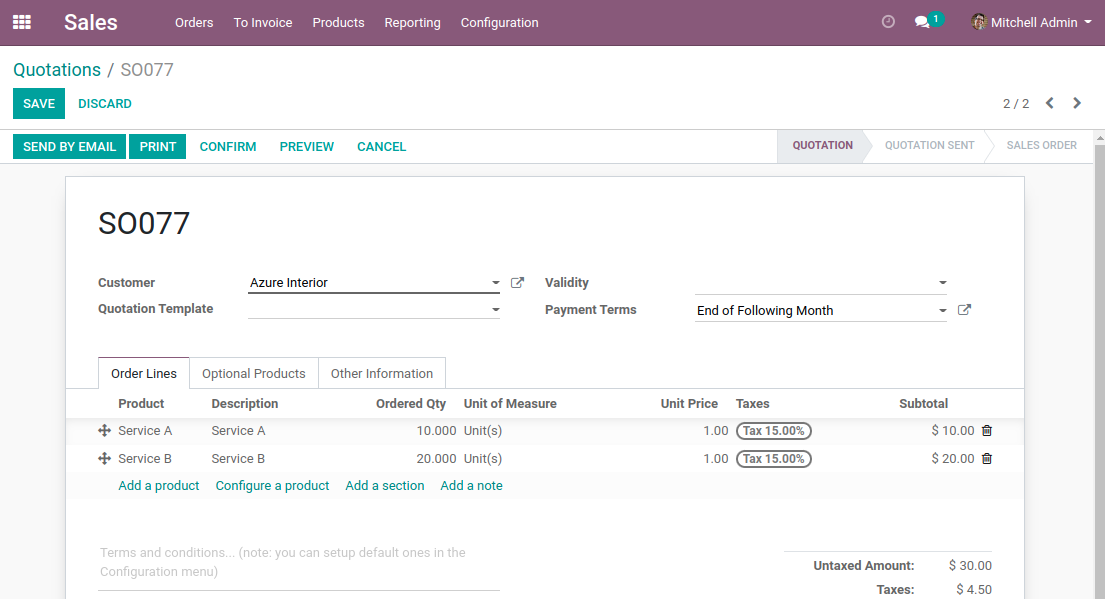 Sales Orders To Invoice Products Reporting Configuration 1 Mitchell Admin
Quotations / SO077
SAVE DISCARD 2 / 2
SEND BY EMAIL PRINT CONFIRM PREVIEW CANCEL QUOTATION QUOTATION SENT SALES ORDER
SO077
Customer Azure Interior Validity
Quotation Template Payment Terms End of Following Month
Order Lines Optional Products Other Information
Product Description Ordered Qty Unit of Measure Unit Price Taxes Subtotal
Service A Service A 10.000 Unit(s) 1.00 Tax 15.00% $ 10.00
Service B Service B 20.000 Unit(s) 1.00 Tax 15.00% $ 20.00
Add a product Configure a product Add a section Add a note
Terms and conditions... (note: you can setup default ones in the
Configuration menu)
Untaxed Amount: $ 30.00
Taxes: $ 4.50